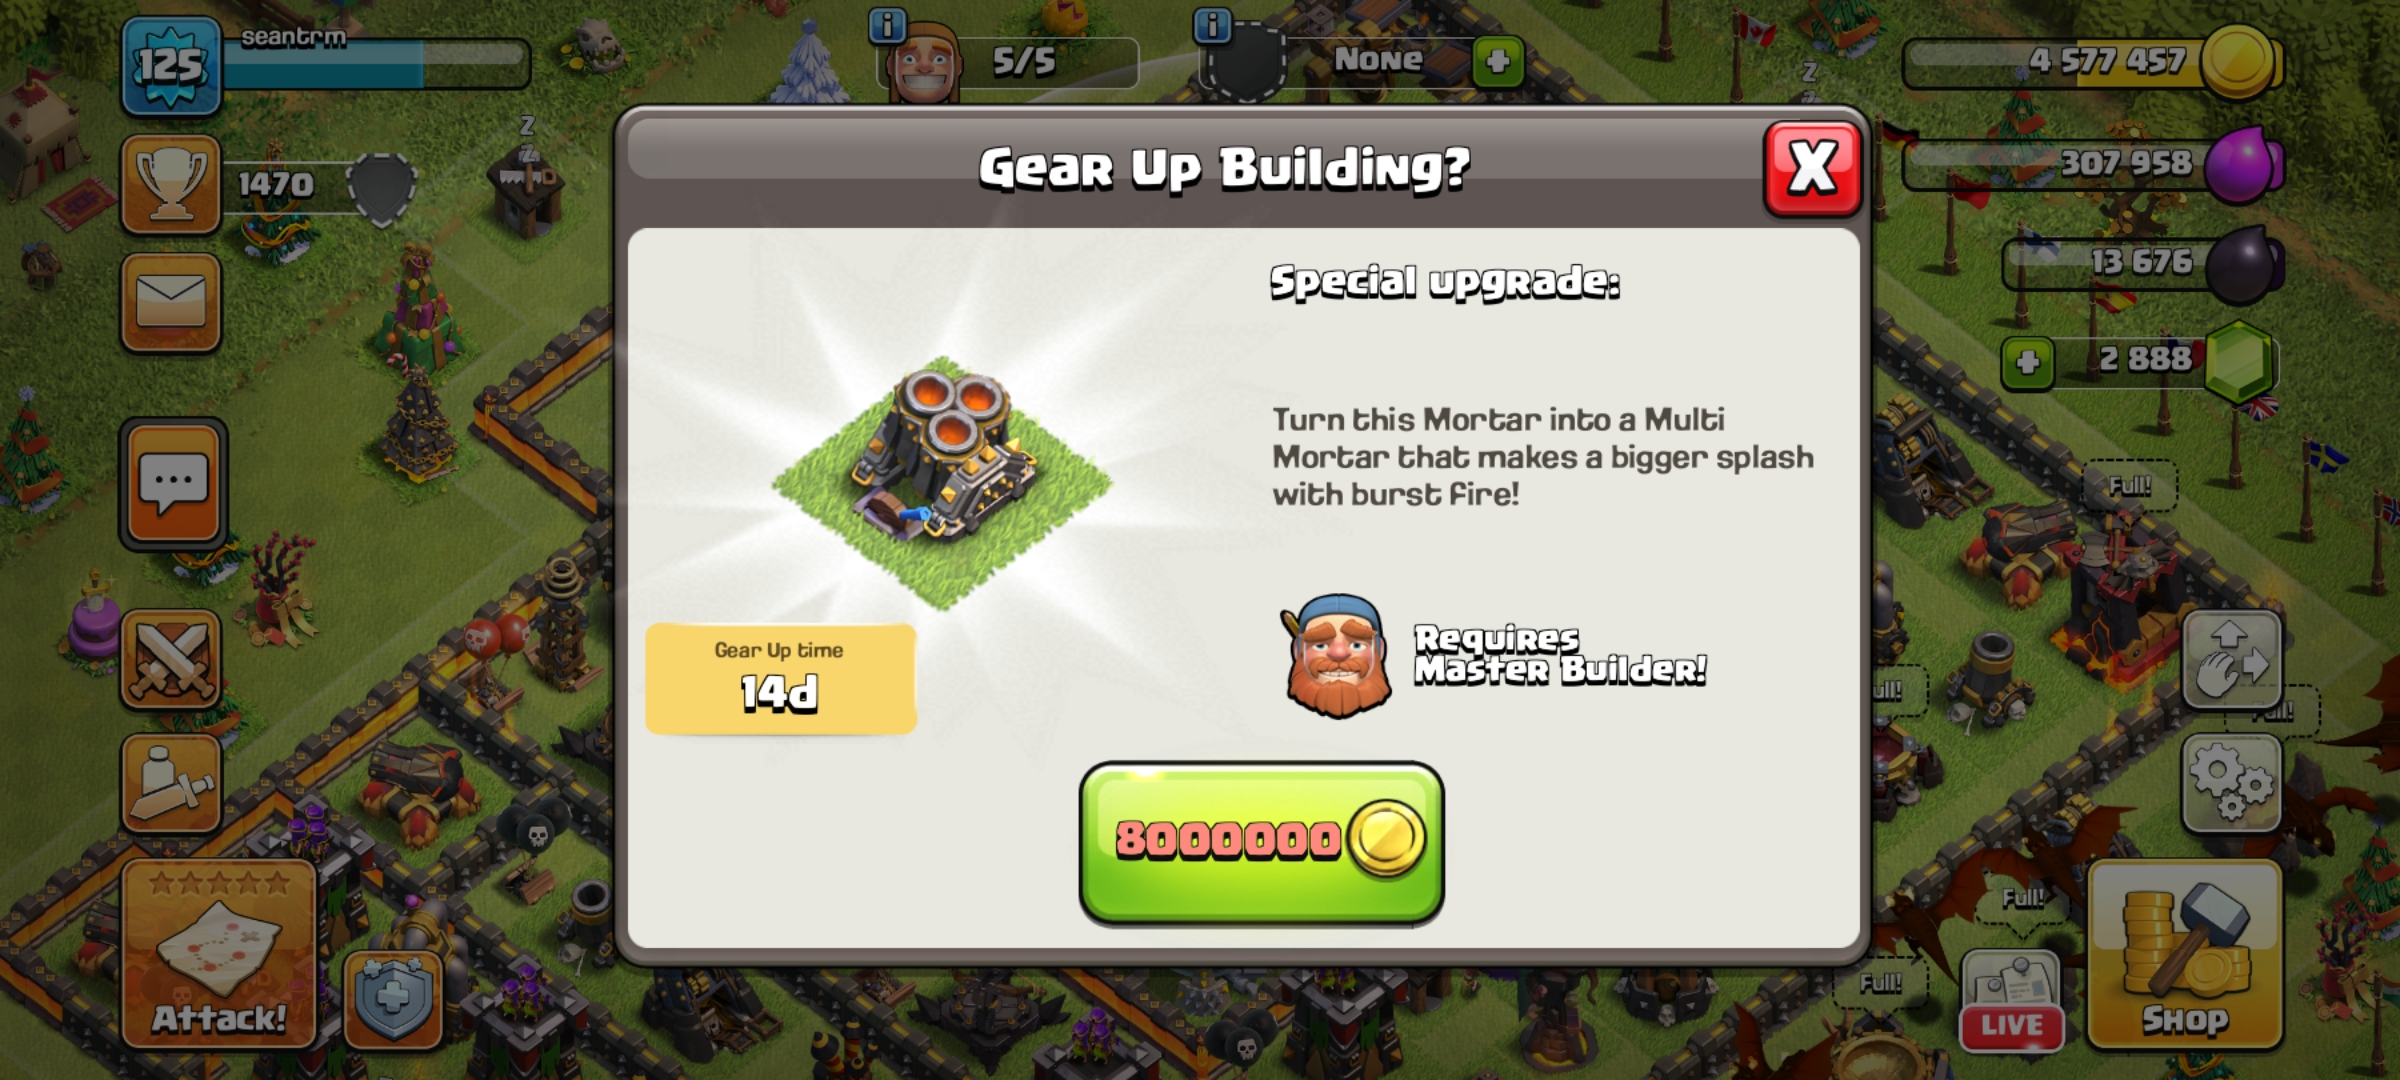 125
seantrm
5/5
None
4 577 457
1470
307 958
13 676
2 888
Z
Z
Z
Gear Up Building?
X
Special upgrade:
Turn this Mortar into a Multi
Mortar that makes a bigger splash
with burst fire!
Gear Up time
14d
Requires
Master Builder!
8000000
Full!
ull!
Full!
Full!
Full!
Attack!
LIVE
Shop